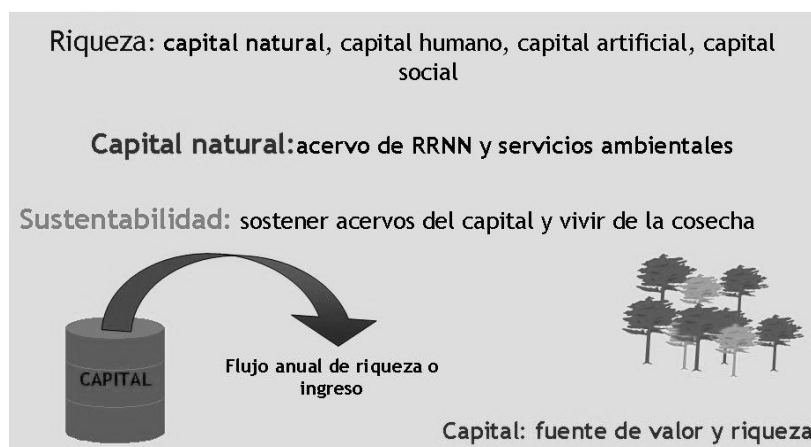 Riqueza: capital natural, capital humano, capital artificial, capital
social
Capital natural:acervo de RRNN y servicios ambientales
Sustentabilidad: sostener acervos del capital y vivir de la cosecha
CAPITAL
Flujo anual de riqueza o
ingreso
Capital: fuente de valor y riqueza